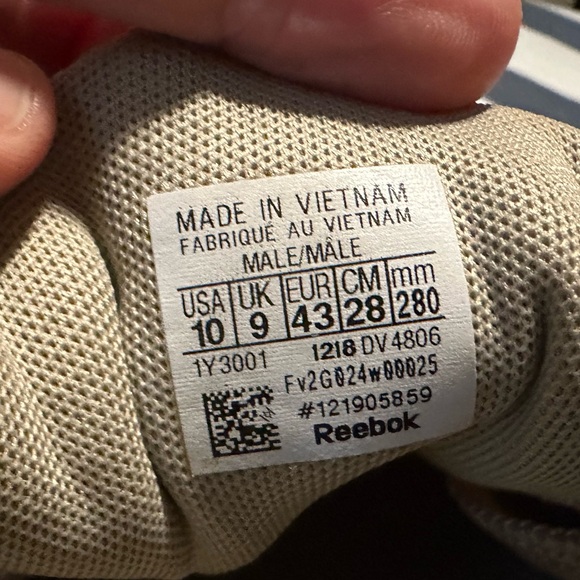 MADE IN VIETNAM
FABRIQUÉ AU VIETNAM
MALE/MÂLE
USA UK EUR CM mm
10 9 43 28 280
1Y3001 1218 DV4806
Fv2G024w00025
#121905859
Reebok